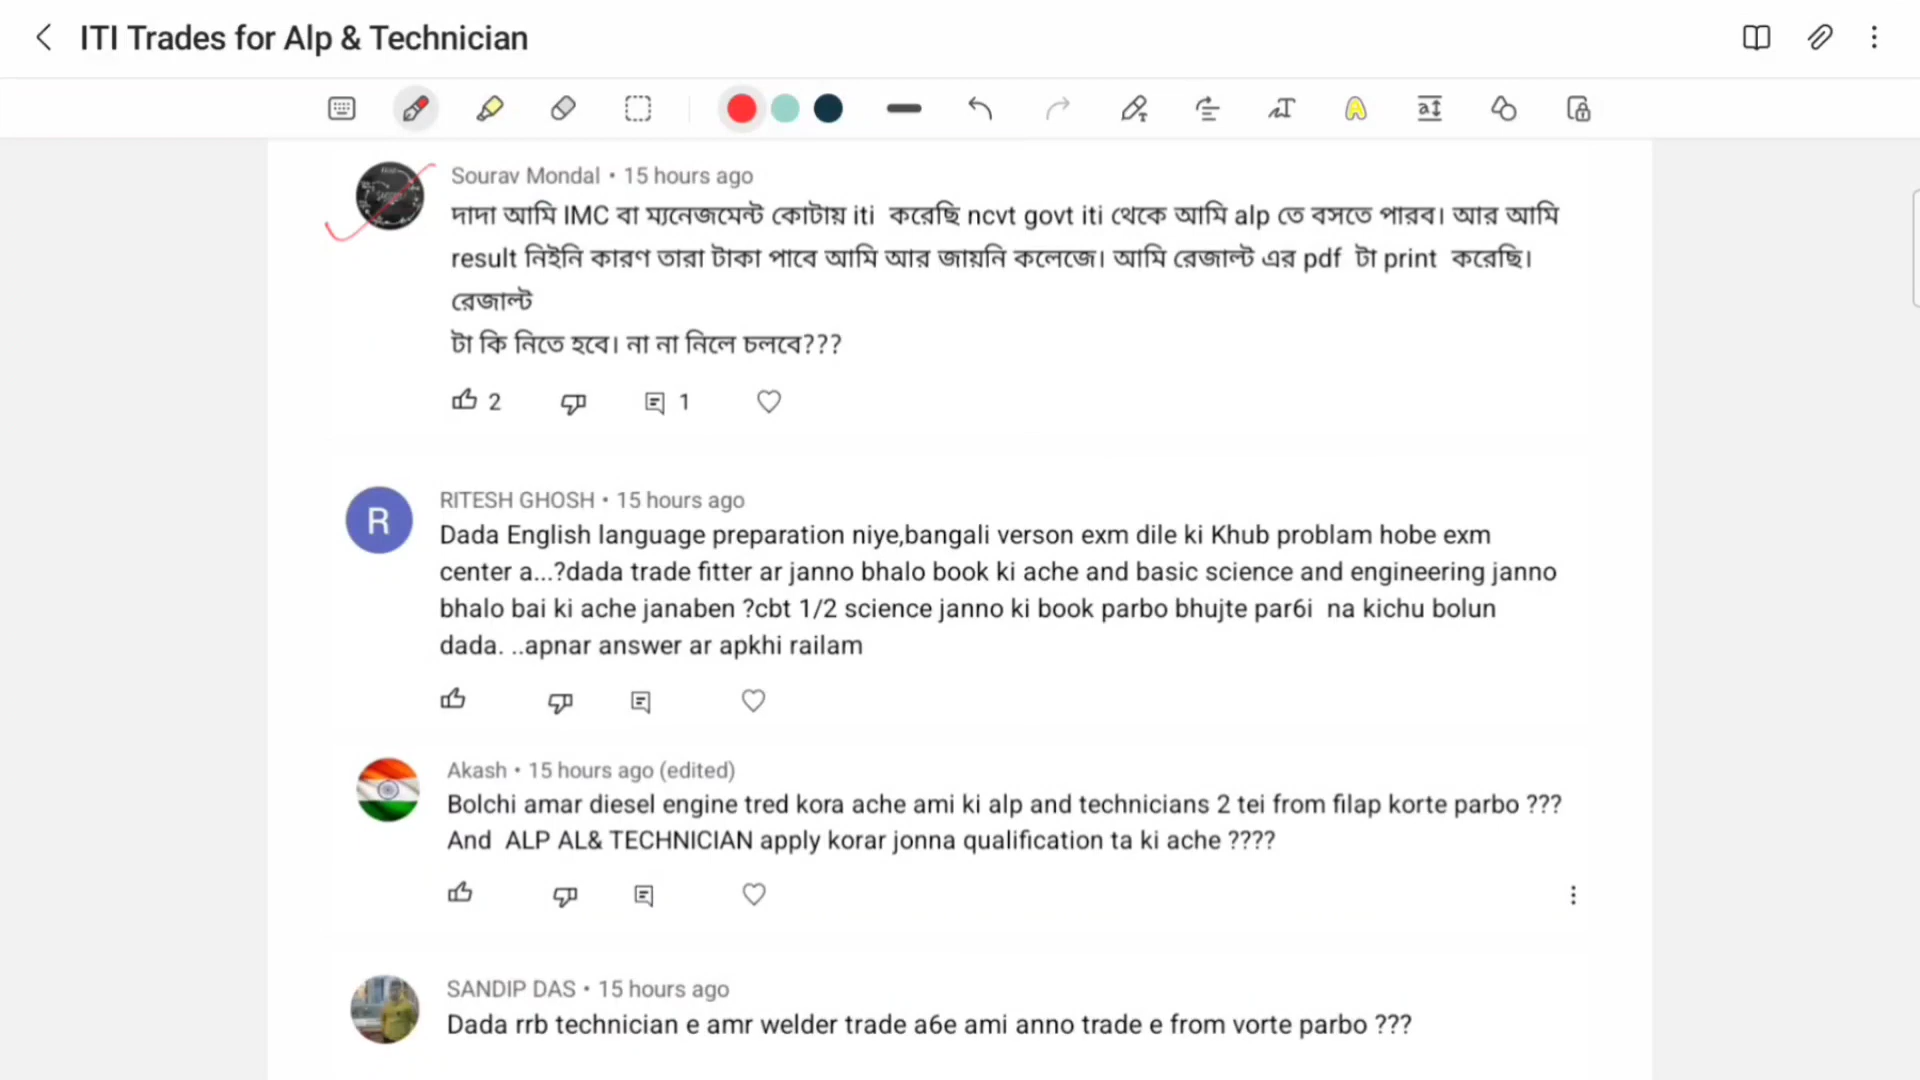 ITI Trades for Alp & Technician
Sourav Mondal • 15 hours ago
দাদা আমি IMC বা ম্যনেজমেন্ট কোটায় iti করেছি ncvt govt iti থেকে আমি alp তে বসতে পারব। আর আমি
result নিইনি কারণ তারা টাকা পাবে আমি আর জায়নি কলেজে। আমি রেজাল্ট এর pdf টা print করেছি।
রেজাল্ট
টা কি নিতে হবে। না না নিলে চলবে???
2 1
R
RITESH GHOSH • 15 hours ago
Dada English language preparation niye,bangali verson exm dile ki Khub problam hobe exm
center a...?dada trade fitter ar janno bhalo book ki ache and basic science and engineering janno
bhalo bai ki ache janaben ?cbt 1/2 science janno ki book parbo bhujte par6i na kichu bolun
dada. ..apnar answer ar apkhi railam
Akash • 15 hours ago (edited)
Bolchi amar diesel engine tred kora ache ami ki alp and technicians 2 tei from filap korte parbo ???
And ALP AL& TECHNICIAN apply korar jonna qualification ta ki ache ????
SANDIP DAS • 15 hours ago
Dada rrb technician e amr welder trade a6e ami anno trade e from vorte parbo ???